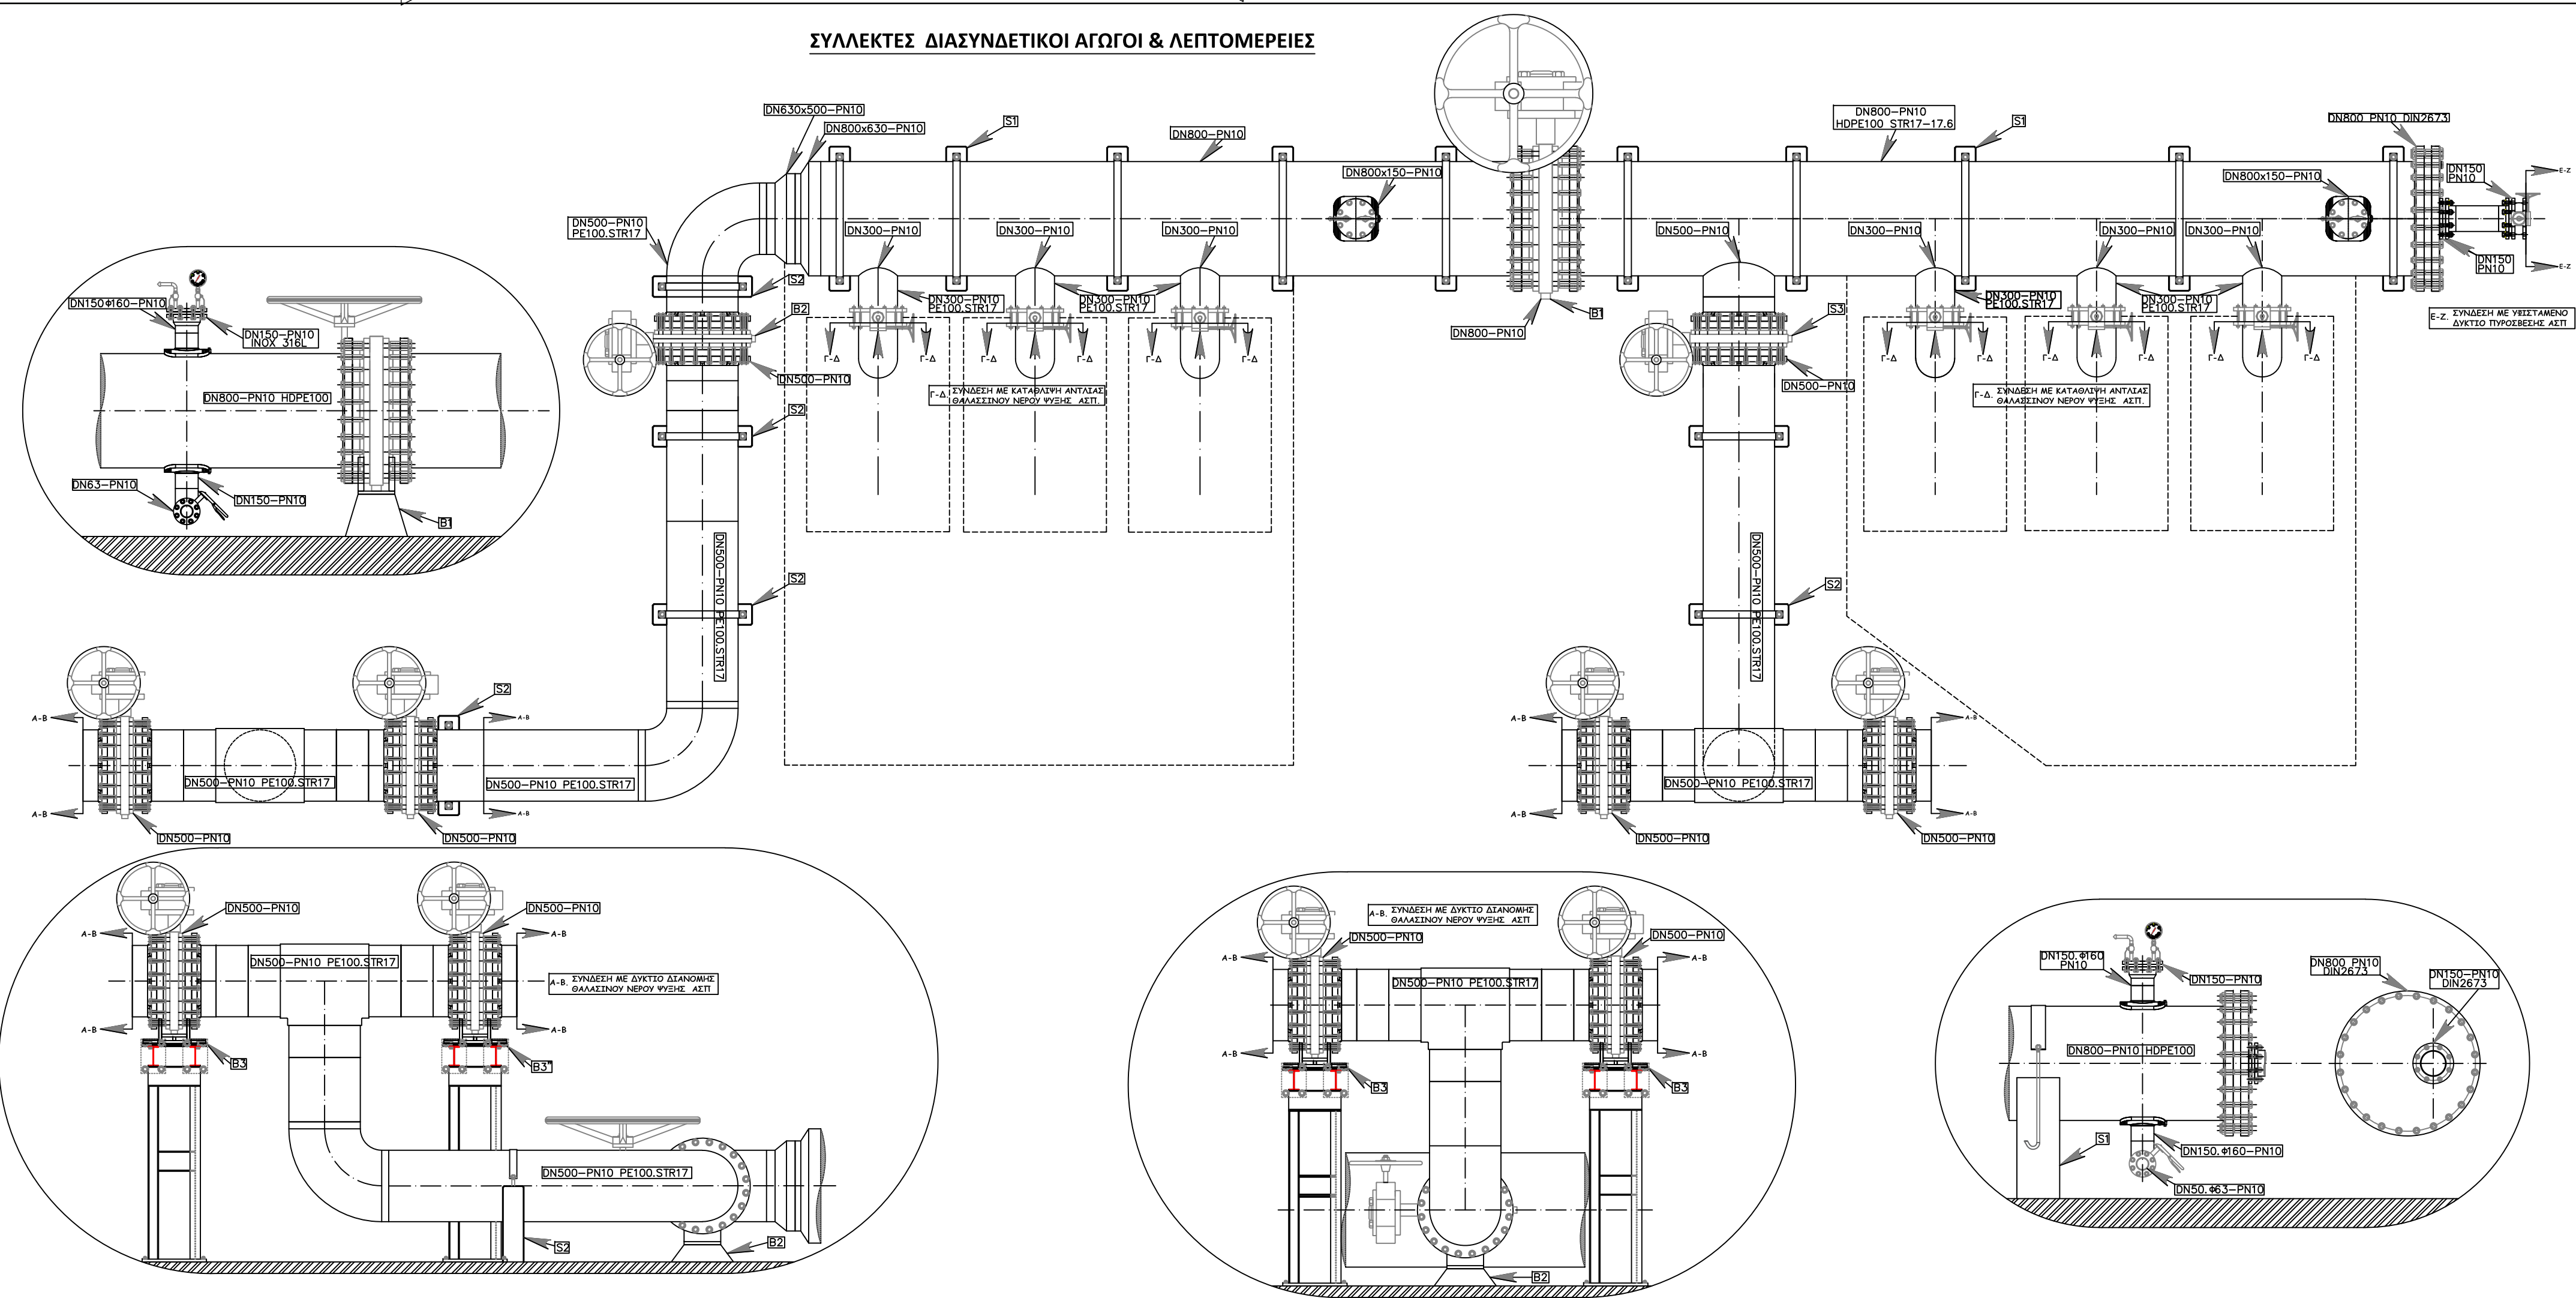 ΣΥΛΛΕΚΤΕΣ ΔΙΑΣΥΝΔΕΤΙΚΟΙ ΑΓΩΓΟΙ & ΛΕΠΤΟΜΕΡΕΙΕΣ
DN630x500-PN10
DN800x630-PN10
S1
DN800-PN10
DN800x150-PN10
DN800-PN10
HDPE100 STR17-17.6
S1
DN800 PN10 DIN2673
DN800x150-PN10
DN150
PN10
E-Z
E-Z
DN150
PN10
E-Z. ΣΥΝΔΕΣΗ ΜΕ ΥΦΙΣΤΑΜΕΝΟ
ΔΥΚΤΙΟ ΠΥΡΟΣΒΕΣΗΣ ΑΣΠ
DN500-PN10
PE100.STR17
DN300-PN10
DN300-PN10
DN300-PN10
DN500-PN10
DN300-PN10
DN300-PN10
DN300-PN10
S2
B2
DN300-PN10
PE100.STR17
DN300-PN10
PE100.STR17
DN800-PN10
B1
S3
DN300-PN10
PE100.STR17
DN300-PN10
PE100.STR17
Γ-Δ
Γ-Δ
Γ-Δ
Γ-Δ
Γ-Δ
Γ-Δ
Γ-Δ
Γ-Δ
Γ-Δ
Γ-Δ
Γ-Δ
Γ-Δ
DN500-PN10
DN500-PN10
Γ-Δ. ΣΥΝΔΕΣΗ ΜΕ ΚΑΤΑΘΛΙΨΗ ΑΝΤΛΙΑΣ
ΘΑΛΑΣΣΙΝΟΥ ΝΕΡΟΥ ΨΥΞΗΣ ΑΣΠ.
Γ-Δ. ΣΥΝΔΕΣΗ ΜΕ ΚΑΤΑΘΛΙΨΗ ΑΝΤΛΙΑΣ
ΘΑΛΑΣΣΙΝΟΥ ΝΕΡΟΥ ΨΥΞΗΣ ΑΣΠ.
S2
S2
DN500-PN10 PE100.STR17
DN500-PN10 PE100.STR17
S2
DN150Φ160-PN10
DN150-PN10
INOX 316L
DN800-PN10 HDPE100
DN63-PN10
DN150-PN10
B1
S2
A-B
A-B
A-B
A-B
DN500-PN10 PE100.STR17
DN500-PN10 PE100.STR17
DN500-PN10
DN500-PN10
A-B
A-B
A-B
A-B
DN500-PN10 PE100.STR17
DN500-PN10
DN500-PN10
DN500-PN10
DN500-PN10
A-B
A-B
A-B
A-B
DN500-PN10 PE100.STR17
A-B. ΣΥΝΔΕΣΗ ΜΕ ΔΥΚΤΙΟ ΔΙΑΝΟΜΗΣ
ΘΑΛΑΣΙΝΟΥ ΝΕΡΟΥ ΨΥΞΗΣ ΑΣΠ
B3
B3"
DN500-PN10 PE100.STR17
S2
B2
A-B. ΣΥΝΔΕΣΗ ΜΕ ΔΥΚΤΙΟ ΔΙΑΝΟΜΗΣ
ΘΑΛΑΣΙΝΟΥ ΝΕΡΟΥ ΨΥΞΗΣ ΑΣΠ
DN500-PN10
DN500-PN10
A-B
A-B
A-B
A-B
DN500-PN10 PE100.STR17
B3
B3
B2
DN150.Φ160
PN10
DN150-PN10
DN800-PN10 HDPE100
S1
DN150.Φ160-PN10
DN50.Φ63-PN10
DN800 PN10
DIN2673
DN150-PN10
DIN2673